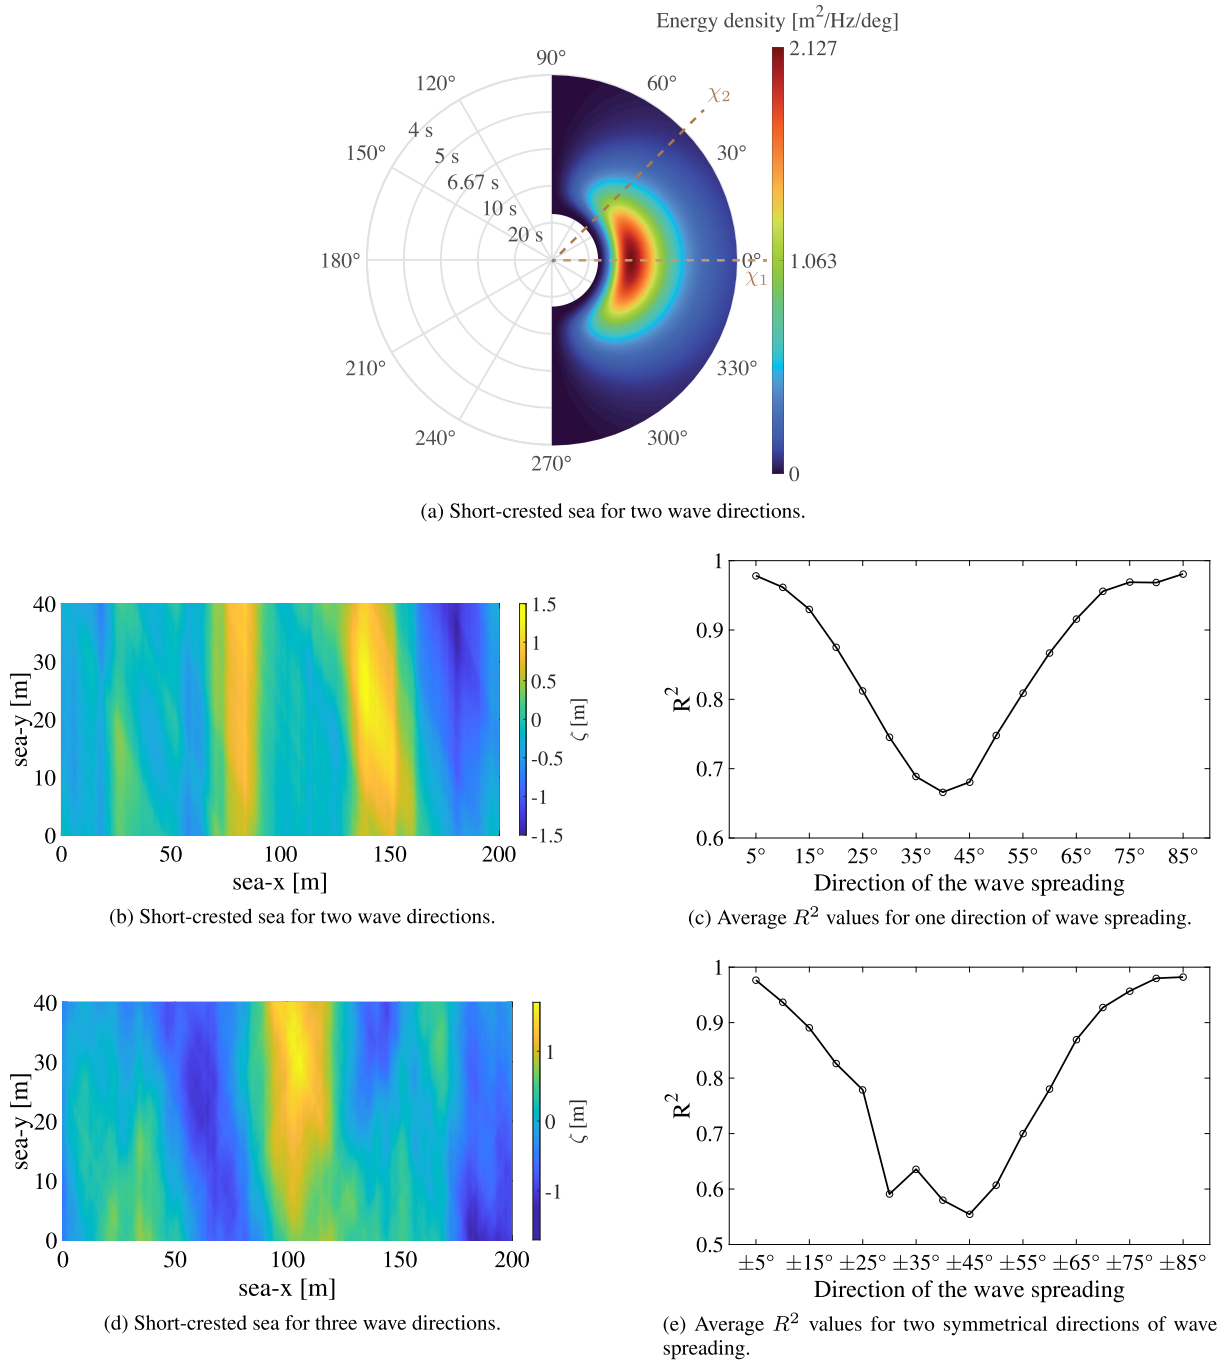 Energy density [m²/Hz/deg]
2.127
1.063
0
90°
120°
60°
χ₂
4 s
150°
5 s
30°
6.67 s
10 s
20 s
180°
0°
χ₁
210°
330°
240°
300°
270°
(a) Short-crested sea for two wave directions.
40
30
20
10
0
sea-y [m]
0 50 100 150 200
sea-x [m]
1.5
1
0.5
0
-0.5
-1
-1.5
ζ [m]
(b) Short-crested sea for two wave directions.
1
0.9
0.8
0.7
0.6
R²
5° 15° 25° 35° 45° 55° 65° 75° 85°
Direction of the wave spreading
(c) Average R² values for one direction of wave spreading.
40
30
20
10
0
sea-y [m]
0 50 100 150 200
sea-x [m]
1
0
-1
ζ [m]
(d) Short-crested sea for three wave directions.
1
0.9
0.8
0.7
0.6
0.5
R²
±5° ±15° ±25° ±35° ±45° ±55° ±65° ±75° ±85°
Direction of the wave spreading
(e) Average R² values for two symmetrical directions of wave
spreading.